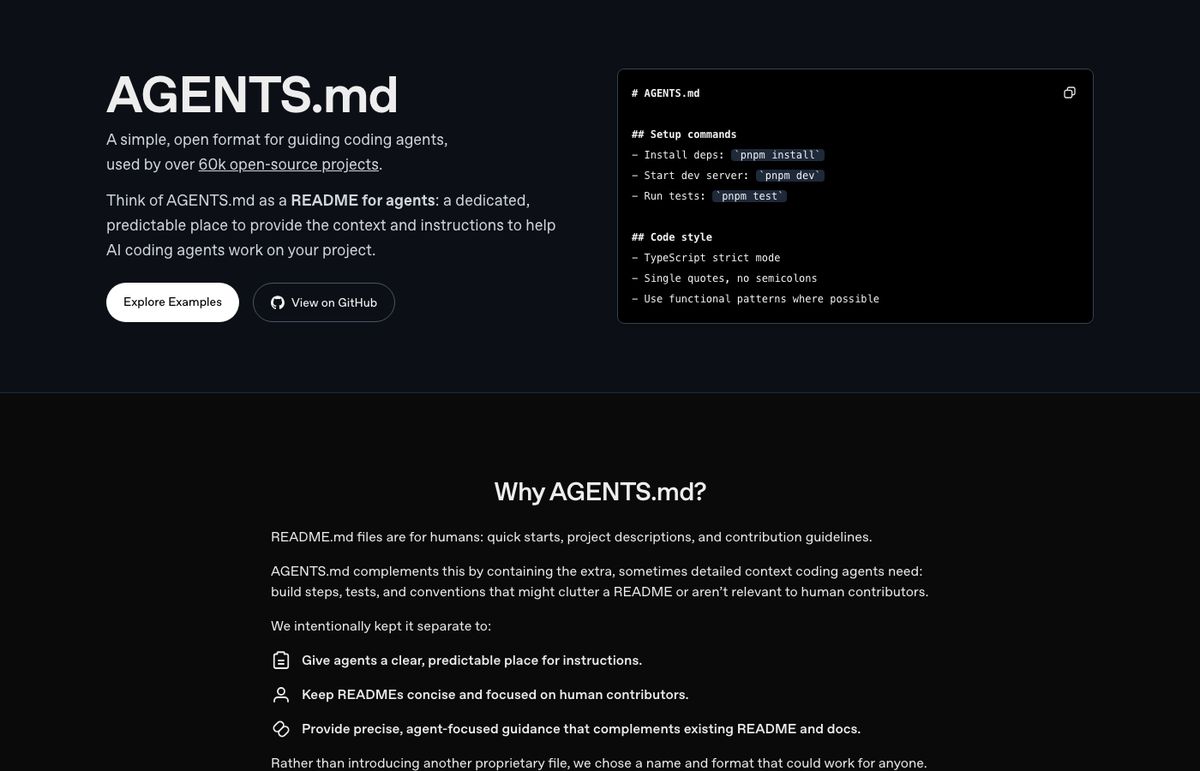 AGENTS.md
A simple, open format for guiding coding agents,
used by over 60k open-source projects.
Think of AGENTS.md as a README for agents: a dedicated,
predictable place to provide the context and instructions to help
AI coding agents work on your project.
Explore Examples
View on GitHub
# AGENTS.md
## Setup commands
- Install deps: `pnpm install`
- Start dev server: `pnpm dev`
- Run tests: `pnpm test`
## Code style
- TypeScript strict mode
- Single quotes, no semicolons
- Use functional patterns where possible
Why AGENTS.md?
README.md files are for humans: quick starts, project descriptions, and contribution guidelines.
AGENTS.md complements this by containing the extra, sometimes detailed context coding agents need:
build steps, tests, and conventions that might clutter a README or aren’t relevant to human contributors.
We intentionally kept it separate to:
Give agents a clear, predictable place for instructions.
Keep READMEs concise and focused on human contributors.
Provide precise, agent-focused guidance that complements existing README and docs.
Rather than introducing another proprietary file, we chose a name and format that could work for anyone.